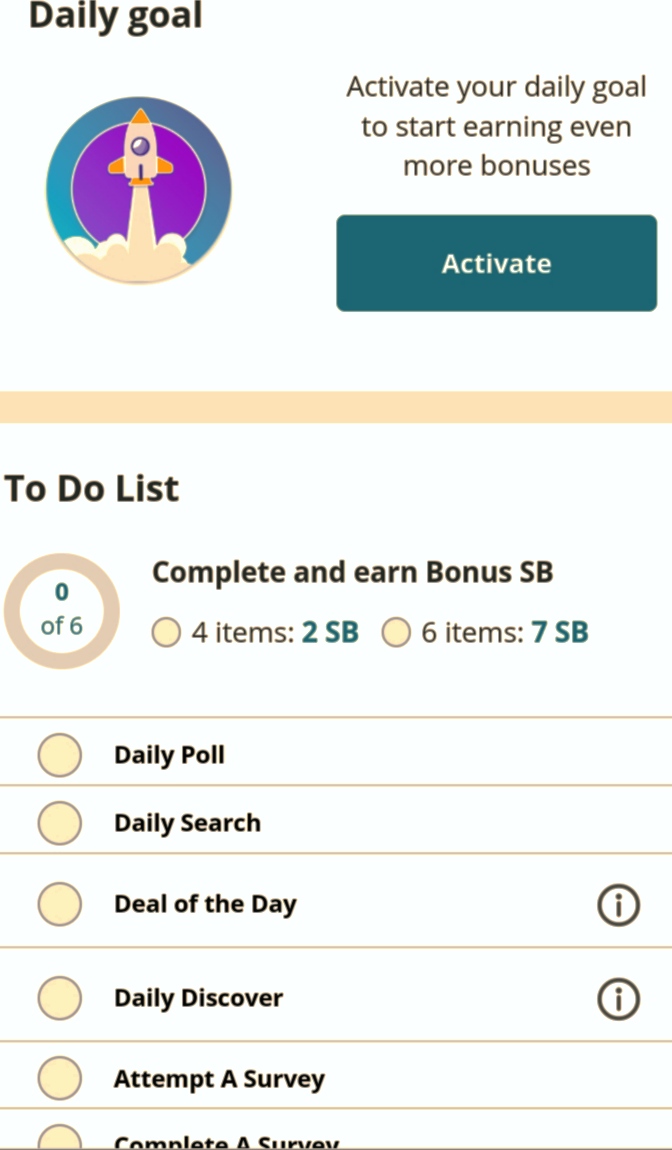 Daily goal
Activate your daily goal
to start earning even
more bonuses
Activate
To Do List
0
of 6
Complete and earn Bonus SB
4 items: 2 SB 6 items: 7 SB
Daily Poll
Daily Search
Deal of the Day
Daily Discover
Attempt A Survey
Complete A Survey